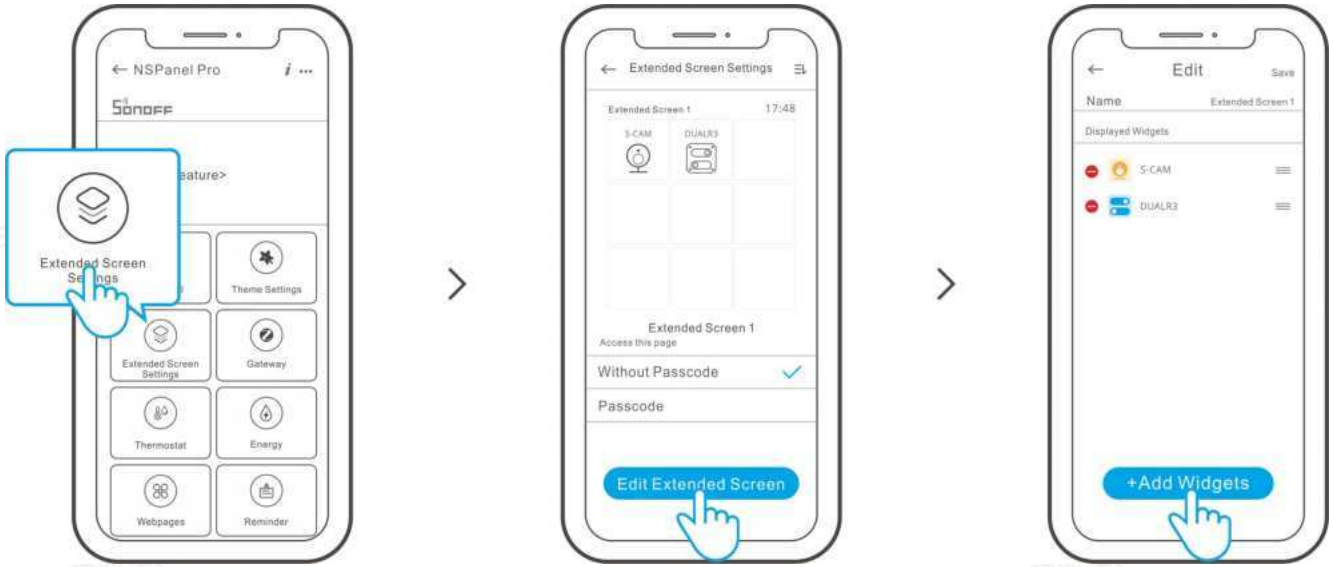 ← NSPanel Pro i ...
SONOFF
eature>
Extended Screen
Settings
Theme Settings
Extended Screen
Settings
Gateway
Thermostat
Energy
Webpages
Reminder
>
← Extended Screen Settings
Extended Screen 1 17:48
S-CAM DUALR3
Extended Screen 1
Access this page
Without Passcode
Passcode
Edit Extended Screen
>
← Edit Save
Name Extended Screen 1
Displayed Widgets
S-CAM
DUALR3
+Add Widgets